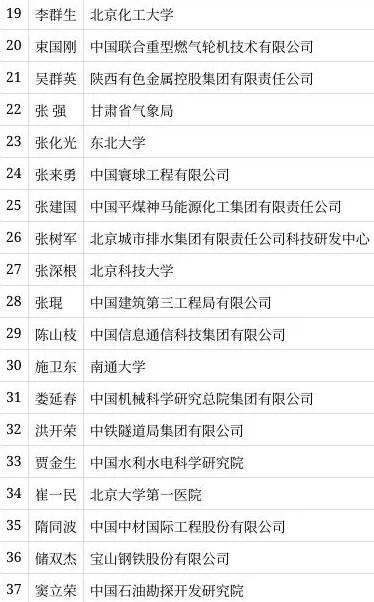 19 李群生 北京化工大学
20 束国刚 中国联合重型燃气轮机技术有限公司
21 吴群英 陕西有色金属控股集团有限责任公司
22 张 强 甘肃省气象局
23 张化光 东北大学
24 张来勇 中国寰球工程有限公司
25 张建国 中国平煤神马能源化工集团有限责任公司
26 张树军 北京城市排水集团有限责任公司科技研发中心
27 张深根 北京科技大学
28 张琨 中国建筑第三工程局有限公司
29 陈山枝 中国信息通信科技集团有限公司
30 施卫东 南通大学
31 娄延春 中国机械科学研究总院集团有限公司
32 洪开荣 中铁隧道局集团有限公司
33 贾金生 中国水利水电科学研究院
34 崔一民 北京大学第一医院
35 隋同波 中国中材国际工程股份有限公司
36 储双杰 宝山钢铁股份有限公司
37 窦立荣 中国石油勘探开发研究院